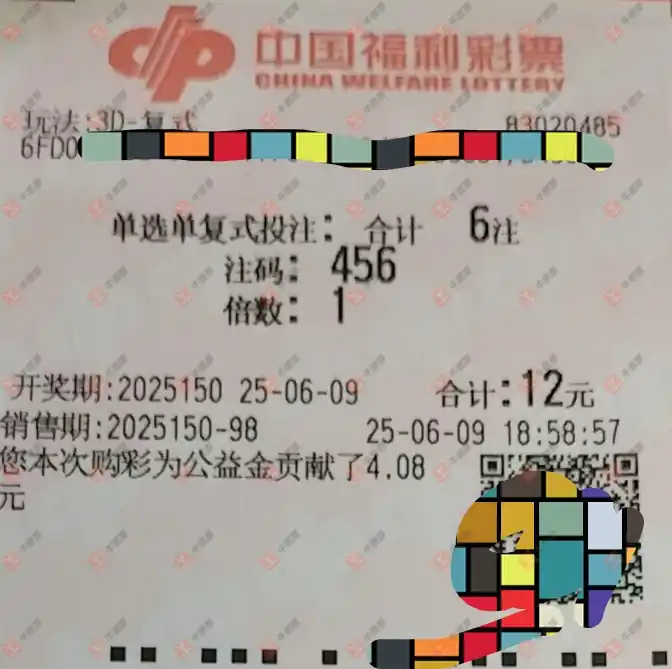 中国福利彩票
CHINA WELFARE LOTTERY
玩法:3D-复式 83020485
6FD0
单选单复式投注: 合计 6注
注码: 456
倍数: 1
开奖期:2025150 25-06-09 合计:12元
销售期:2025150-98 25-06-09 18:58:57
您本次购彩为公益金贡献了4.08
元